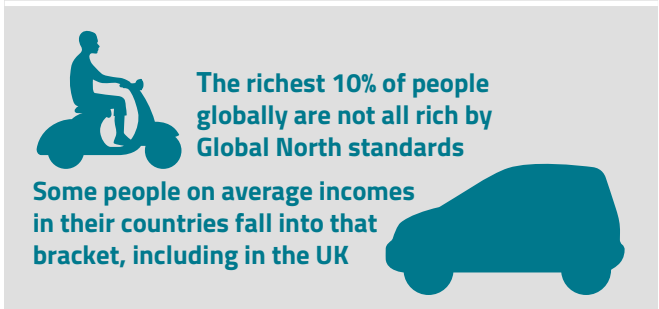 The richest 10% of people
globally are not all rich by
Global North standards
Some people on average incomes
in their countries fall into that
bracket, including in the UK